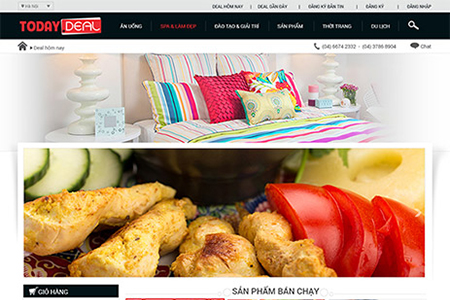 Hà Nội
DEAL HÔM NAY
DEAL GẦN ĐÂY
ĐĂNG KÝ BẢN TIN
ĐĂNG KÝ
ĐĂNG NHẬP
TODAY DEAL
ĂN UỐNG
SPA & LÀM ĐẸP
ĐÀO TẠO & GIẢI TRÍ
SẢN PHẨM
THỜI TRANG
DU LỊCH
Deal hôm nay
(04) 6674.2332 - (04) 3786.8904
Chat
GIỎ HÀNG
SẢN PHẨM BÁN CHẠY